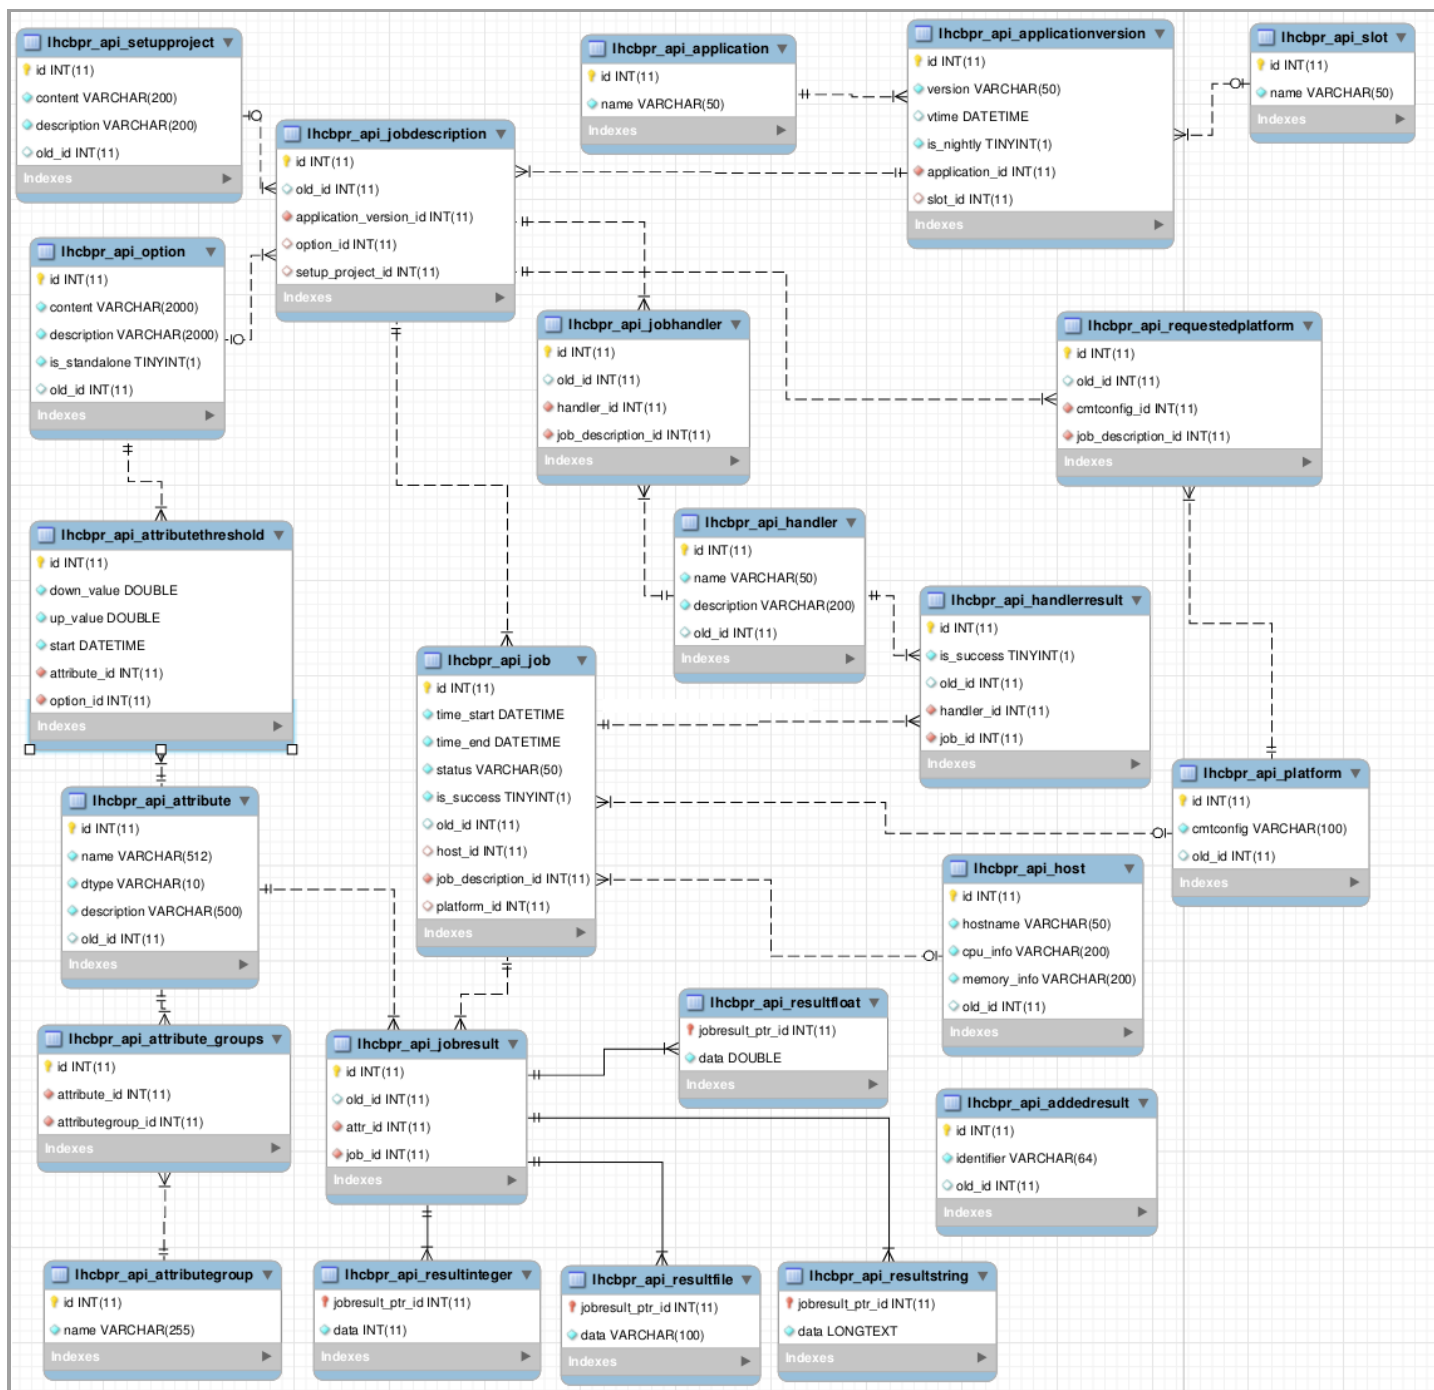 lhcbpr_api_setupproject
id INT(11)
content VARCHAR(200)
description VARCHAR(200)
old_id INT(11)
Indexes
lhcbpr_api_application
id INT(11)
name VARCHAR(50)
Indexes
lhcbpr_api_applicationversion
id INT(11)
version VARCHAR(50)
vtime DATETIME
is_nightly TINYINT(1)
application_id INT(11)
slot_id INT(11)
Indexes
lhcbpr_api_slot
id INT(11)
name VARCHAR(50)
Indexes
lhcbpr_api_jobdescription
id INT(11)
old_id INT(11)
application_version_id INT(11)
option_id INT(11)
setup_project_id INT(11)
Indexes
lhcbpr_api_option
id INT(11)
content VARCHAR(2000)
description VARCHAR(2000)
is_standalone TINYINT(1)
old_id INT(11)
Indexes
lhcbpr_api_jobhandler
id INT(11)
old_id INT(11)
handler_id INT(11)
job_description_id INT(11)
Indexes
lhcbpr_api_requestedplatform
id INT(11)
old_id INT(11)
cmtconfig_id INT(11)
job_description_id INT(11)
Indexes
lhcbpr_api_handler
id INT(11)
name VARCHAR(50)
description VARCHAR(200)
old_id INT(11)
Indexes
lhcbpr_api_attributethreshold
id INT(11)
down_value DOUBLE
up_value DOUBLE
start DATETIME
attribute_id INT(11)
option_id INT(11)
Indexes
lhcbpr_api_handlerresult
id INT(11)
is_success TINYINT(1)
old_id INT(11)
handler_id INT(11)
job_id INT(11)
Indexes
lhcbpr_api_job
id INT(11)
time_start DATETIME
time_end DATETIME
status VARCHAR(50)
is_success TINYINT(1)
old_id INT(11)
host_id INT(11)
job_description_id INT(11)
platform_id INT(11)
Indexes
lhcbpr_api_platform
id INT(11)
cmtconfig VARCHAR(100)
old_id INT(11)
Indexes
lhcbpr_api_attribute
id INT(11)
name VARCHAR(512)
dtype VARCHAR(10)
description VARCHAR(500)
old_id INT(11)
Indexes
lhcbpr_api_host
id INT(11)
hostname VARCHAR(50)
cpu_info VARCHAR(200)
memory_info VARCHAR(200)
old_id INT(11)
Indexes
lhcbpr_api_resultfloat
jobresult_ptr_id INT(11)
data DOUBLE
Indexes
lhcbpr_api_attribute_groups
id INT(11)
attribute_id INT(11)
attributegroup_id INT(11)
Indexes
lhcbpr_api_jobresult
id INT(11)
old_id INT(11)
attr_id INT(11)
job_id INT(11)
Indexes
lhcbpr_api_addedresult
id INT(11)
identifier VARCHAR(64)
old_id INT(11)
Indexes
lhcbpr_api_attributegroup
id INT(11)
name VARCHAR(255)
Indexes
lhcbpr_api_resultinteger
jobresult_ptr_id INT(11)
data INT(11)
Indexes
lhcbpr_api_resultfile
jobresult_ptr_id INT(11)
data VARCHAR(100)
Indexes
lhcbpr_api_resultstring
jobresult_ptr_id INT(11)
data LONGTEXT
Indexes